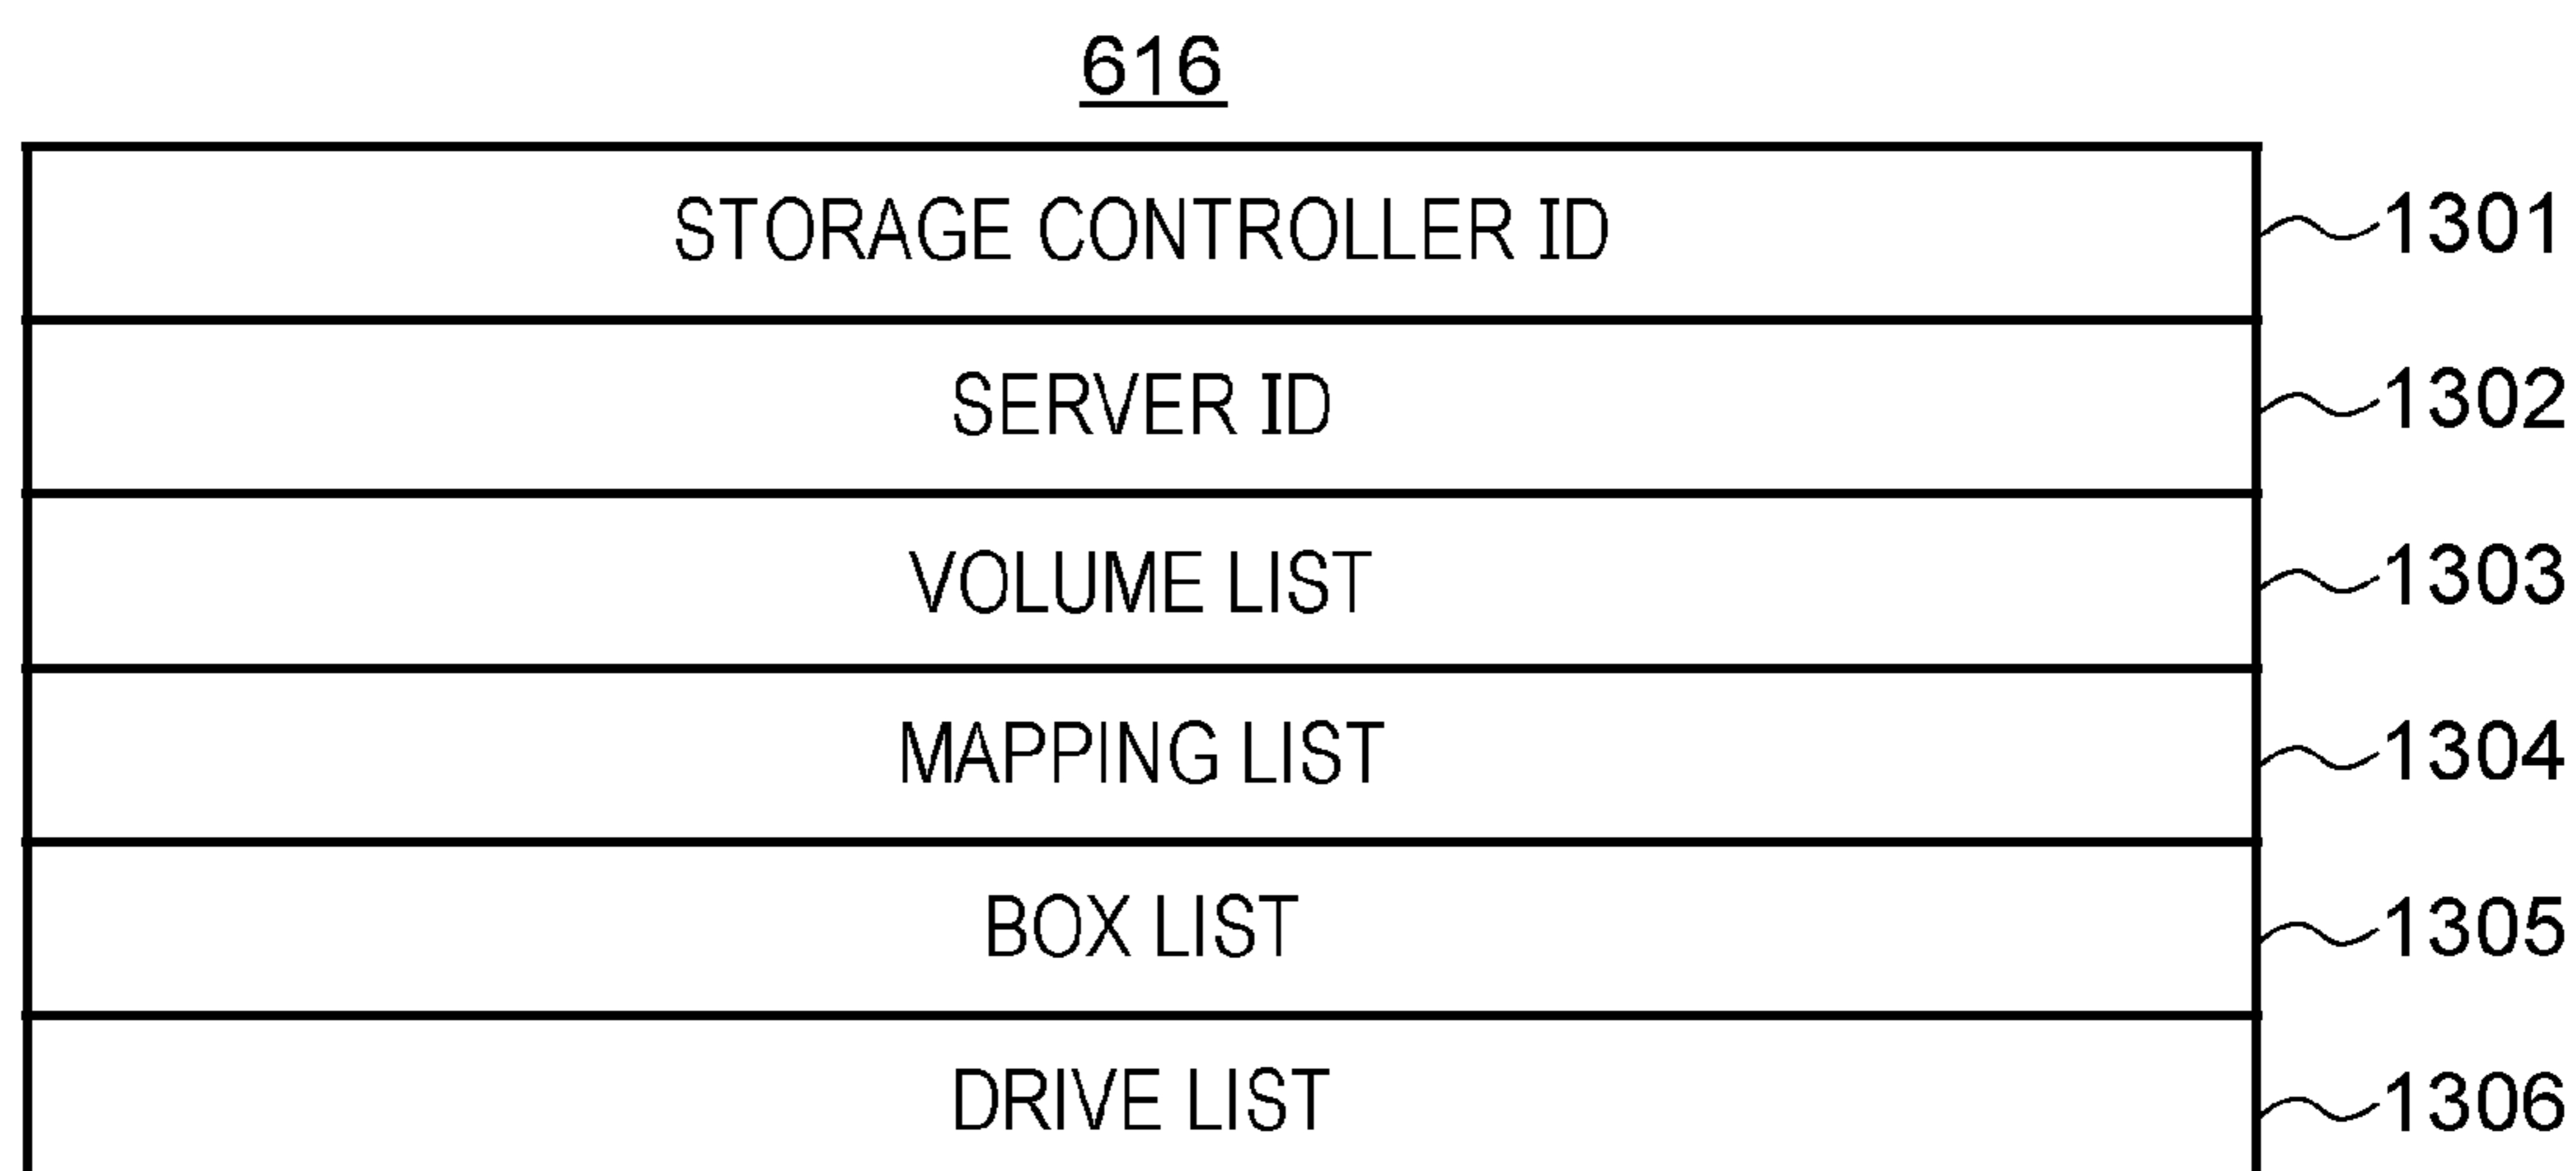 616
STORAGE CONTROLLER ID 1301
SERVER ID 1302
VOLUME LIST 1303
MAPPING LIST 1304
BOX LIST 1305
DRIVE LIST 1306